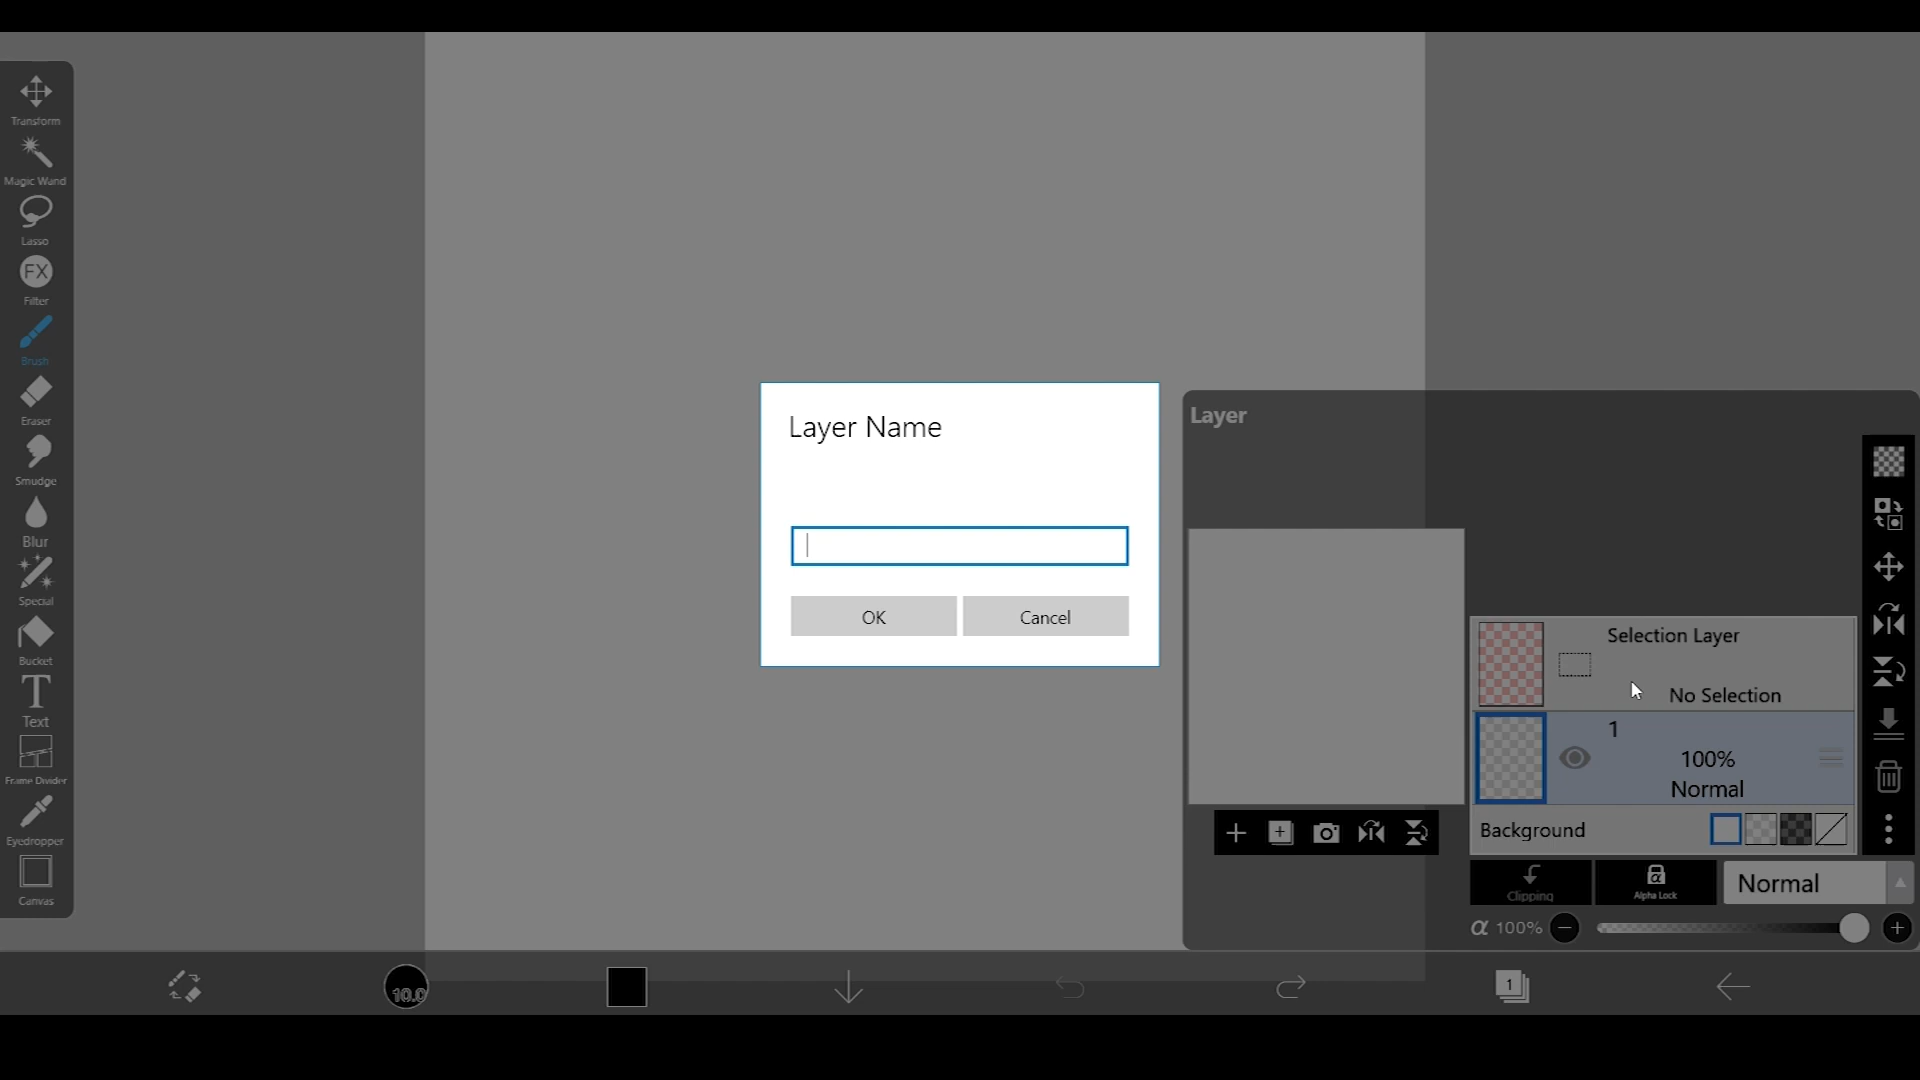 Transform
Magic Wand
Lasso
FX
Filter
Brush
Eraser
Smudge
Blur
Special
Bucket
T
Text
Frame Divider
Eyedropper
Canvas
Layer Name
OK
Cancel
Layer
Selection Layer
No Selection
1
100%
Normal
Background
Clipping
α
Alpha Lock
Normal
α 100%
10.0
1